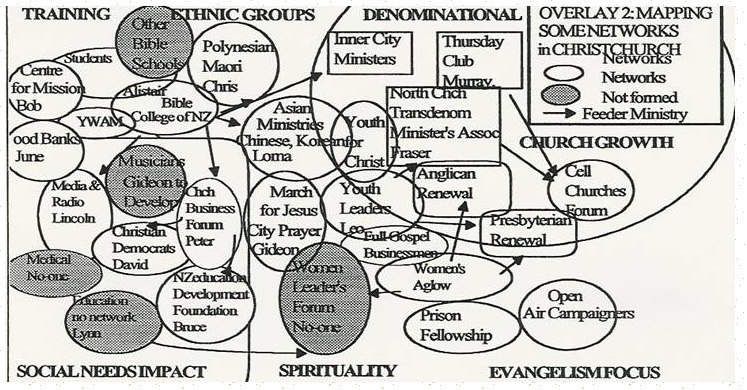 TRAINING
ETHNIC GROUPS
DENOMINATIONAL
OVERLAY 2: MAPPING
SOME NETWORKS
in CHRISTCHURCH
Networks
Networks
Not formed
Feeder Ministry
Other
Bible
Schools
Students
Centre
for Mission
Bob
Alistair
Bible
College of NZ
YWAM
Polynesian
Maori
Chris
Inner City
Ministers
Thursday
Club
Murray
North Chch
Transdenom
Minister's Assoc
Fraser
Asian
Ministries
Chinese, Korean
Lorna
Youth
for
Christ
CHURCH GROWTH
Cell
Churches
Forum
ood Banks
June
Musicians
Gideon to
Develop
Media &
Radio
Lincoln
Chch
Business
Forum
Peter
Christian
Democrats
David
March
for Jesus
City Prayer
Gideon
Youth
Leaders
Leo
Anglican
Renewal
Presbyterian
Renewal
Full Gospel
Businessmen
Medical
No-one
Education
no network
Lynn
NZeducation
Development
Foundation
Bruce
Women
Leader's
Forum
No-one
Women's
Aglow
Prison
Fellowship
Open
Air Campaigners
SOCIAL NEEDS IMPACT
SPIRITUALITY
EVANGELISM FOCUS